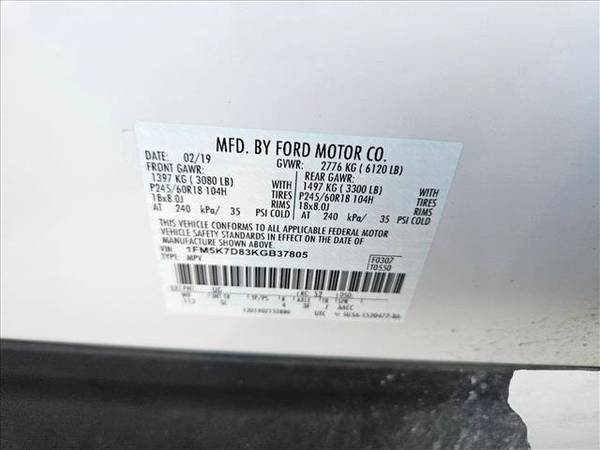 MFD. BY FORD MOTOR CO.
DATE: 02/19 GVWR: 2776 KG ( 6120 LB)
FRONT GAWR: REAR GAWR:
1397 KG ( 3080 LB) WITH 1497 KG ( 3300 LB) WITH
P245/60R18 104H TIRES P245/60R18 104H TIRES
18x8.0J RIMS 18x8.0J RIMS
AT 240 kPa/ 35 PSI COLD AT 240 kPa/ 35 PSI COLD
THIS VEHICLE CONFORMS TO ALL APPLICABLE FEDERAL MOTOR
VEHICLE SAFETY STANDARDS IN EFFECT ON THE DATE OF
MANUFACTURE SHOWN ABOVE.
VIN: 1FM5K7D83KGB37805 F0307
TYPE: MPV T0550
UTC